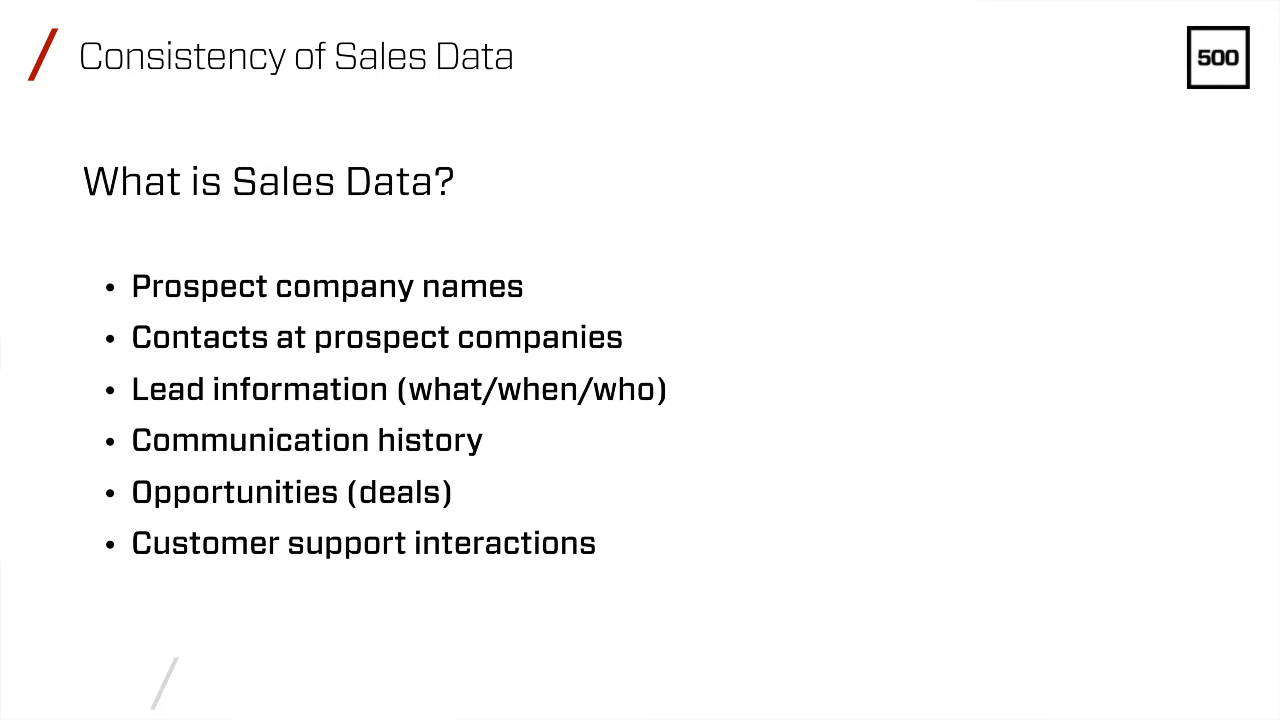 Consistency of Sales Data
500
What is Sales Data?
• Prospect company names
• Contacts at prospect companies
• Lead information (what/when/who)
• Communication history
• Opportunities (deals)
• Customer support interactions